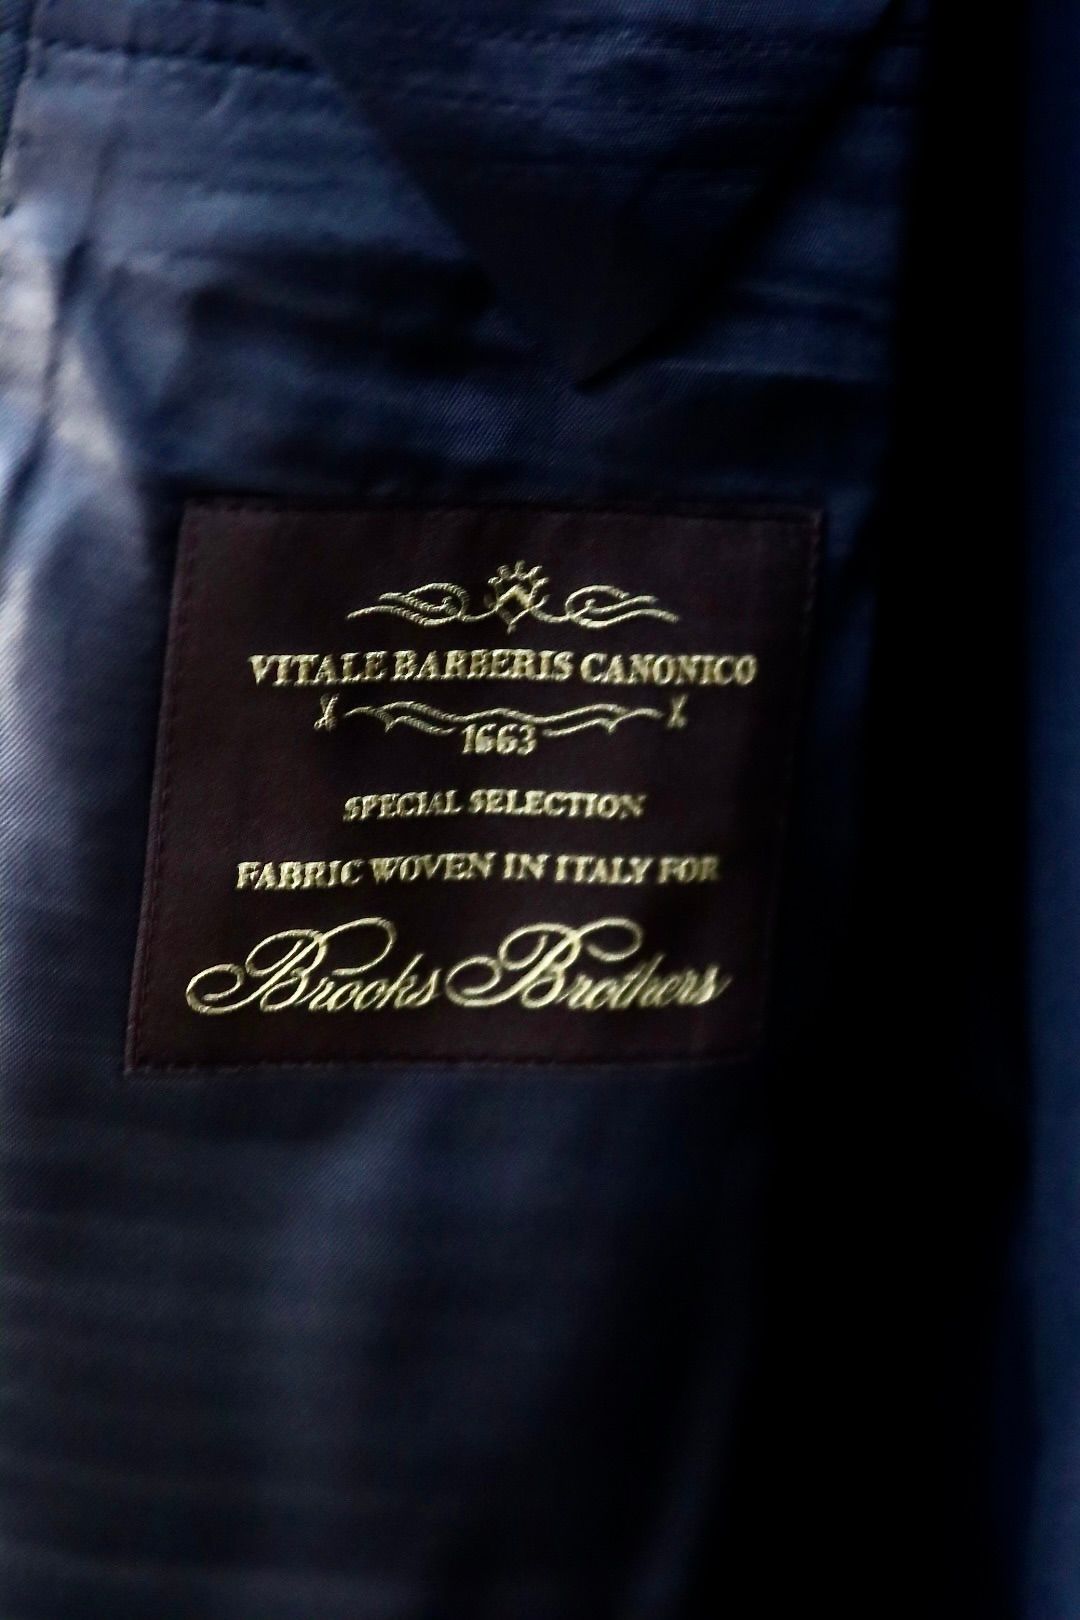 VITALE BARBERIS CANONICO
1663
SPECIAL SELECTION
FABRIC WOVEN IN ITALY FOR
Brooks Brothers